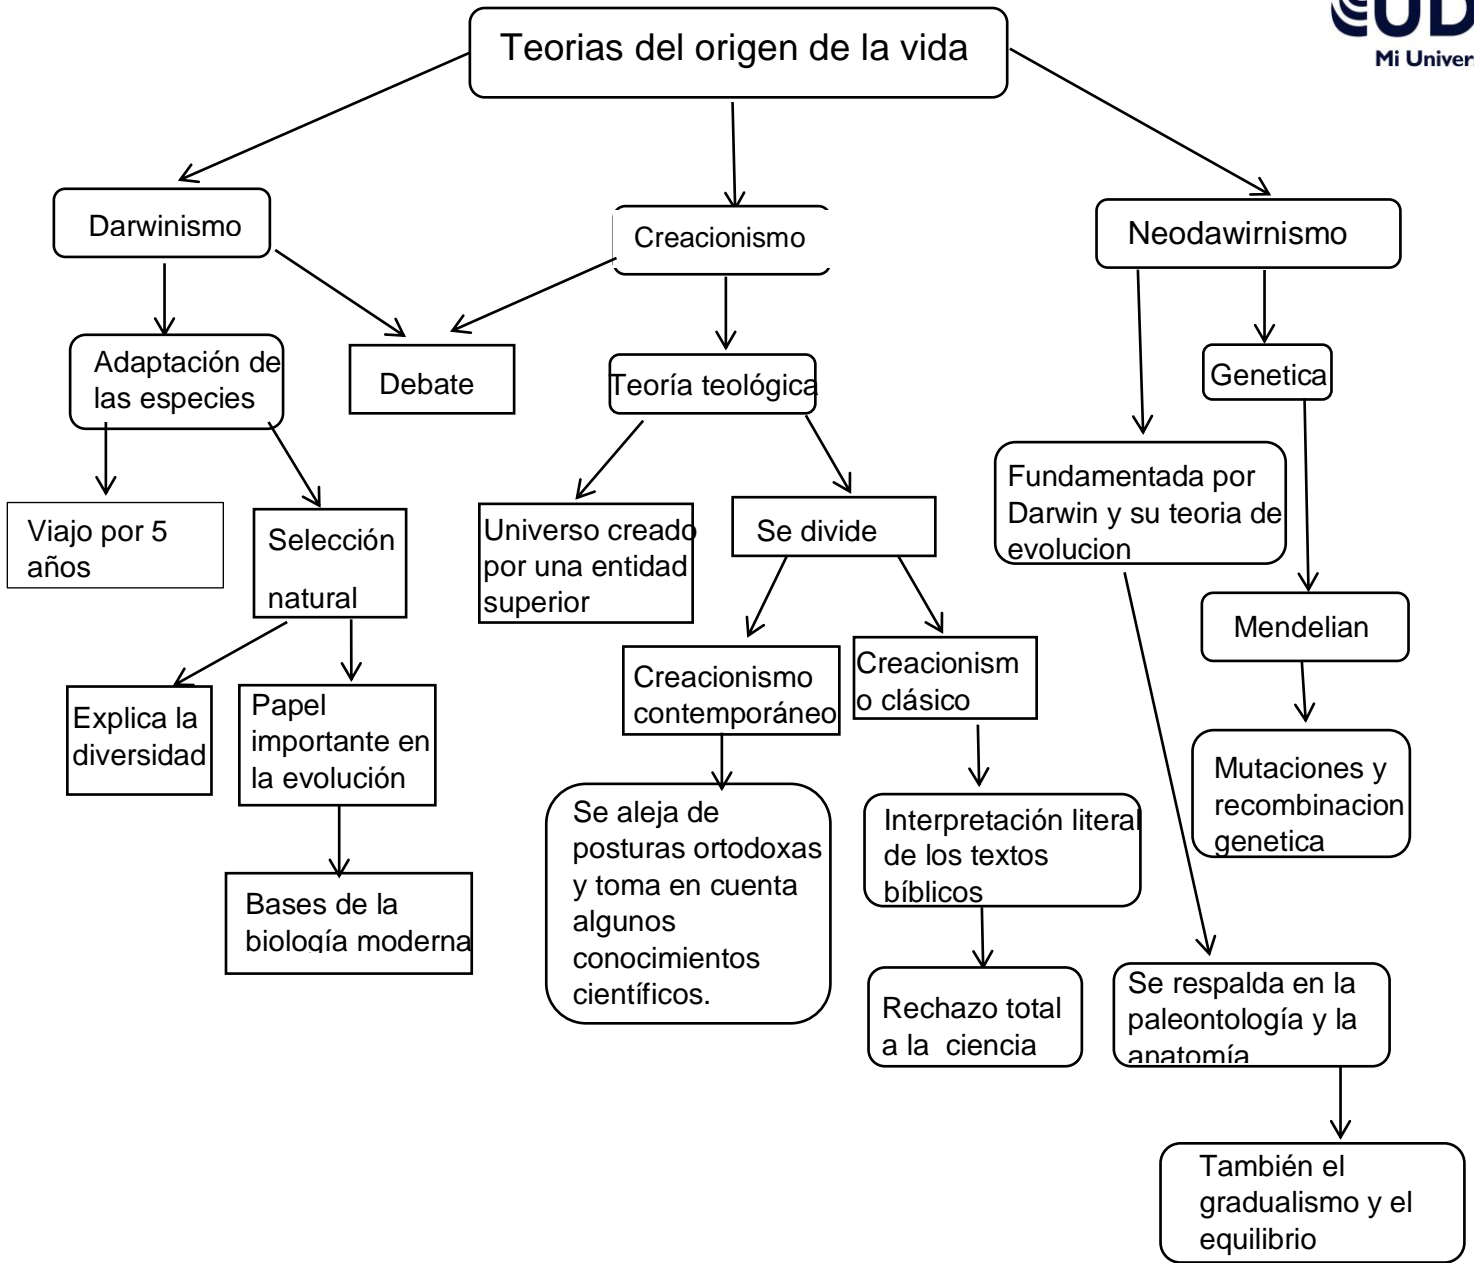 Teorias del origen de la vida
UD
Mi Univer
Darwinismo
Creacionismo
Neodawirnismo
Adaptación de
las especies
Debate
Teoría teológica
Genetica
Viajo por 5
años
Selección
natural
Universo creado
por una entidad
superior
Se divide
Fundamentada por
Darwin y su teoria de
evolucion
Mendelian
Explica la
diversidad
Papel
importante en
la evolución
Creacionismo
contemporáneo
Creacionism
o clásico
Mutaciones y
recombinacion
genetica
Bases de la
biología moderna
Se aleja de
posturas ortodoxas
y toma en cuenta
algunos
conocimientos
científicos.
Interpretación literal
de los textos
bíblicos
Rechazo total
a la  ciencia
Se respalda en la
paleontología y la
anatomía
También el
gradualismo y el
equilibrio